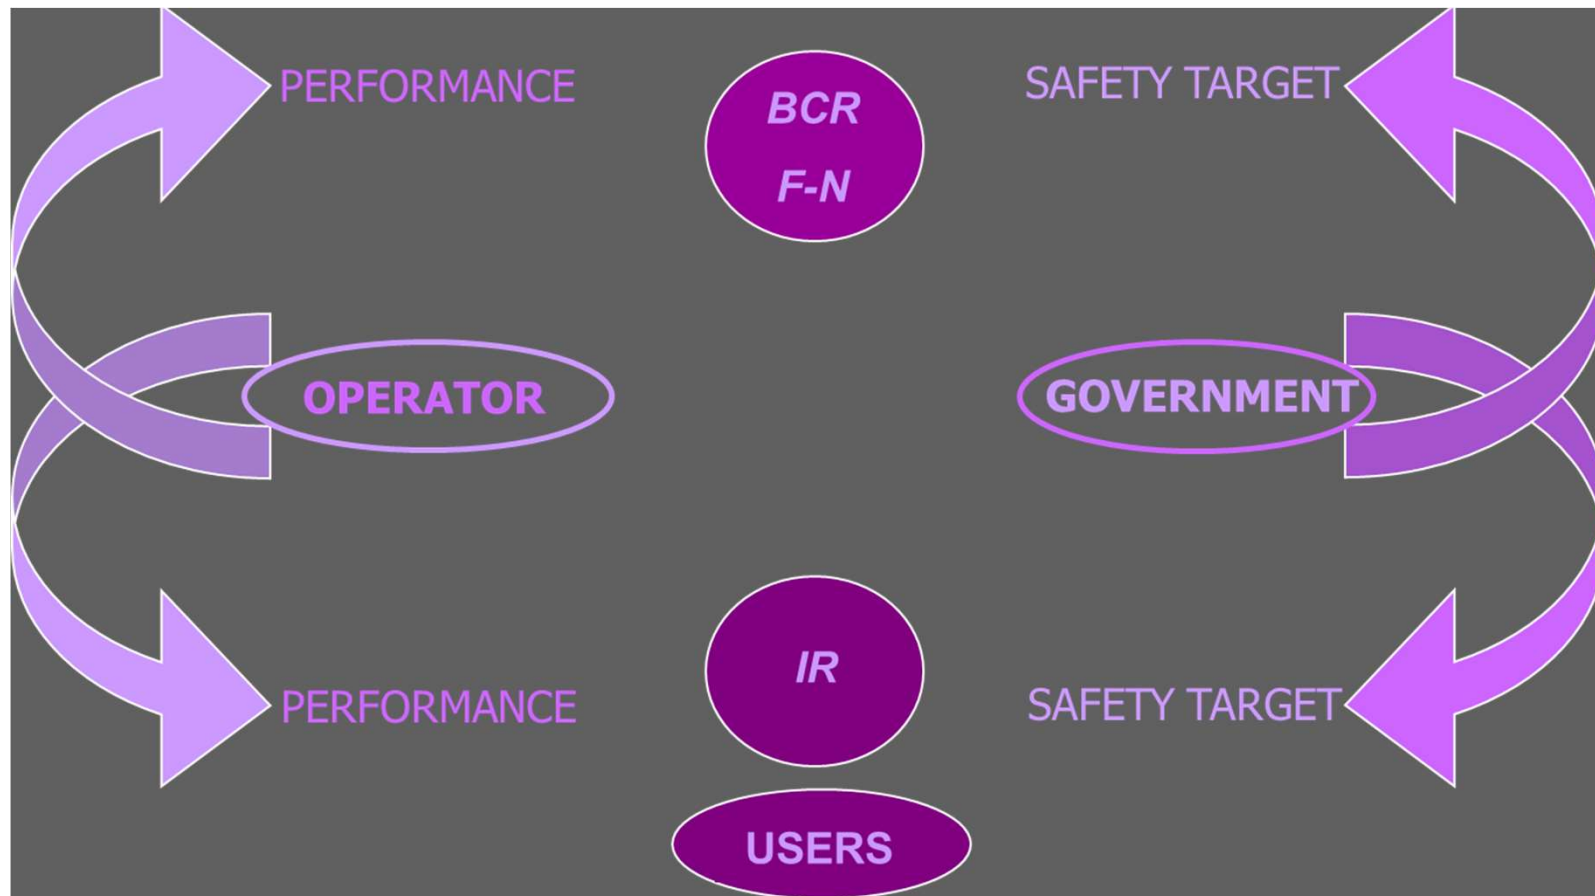 PERFORMANCE
BCR
F-N
SAFETY TARGET
OPERATOR
GOVERNMENT
PERFORMANCE
IR
SAFETY TARGET
USERS